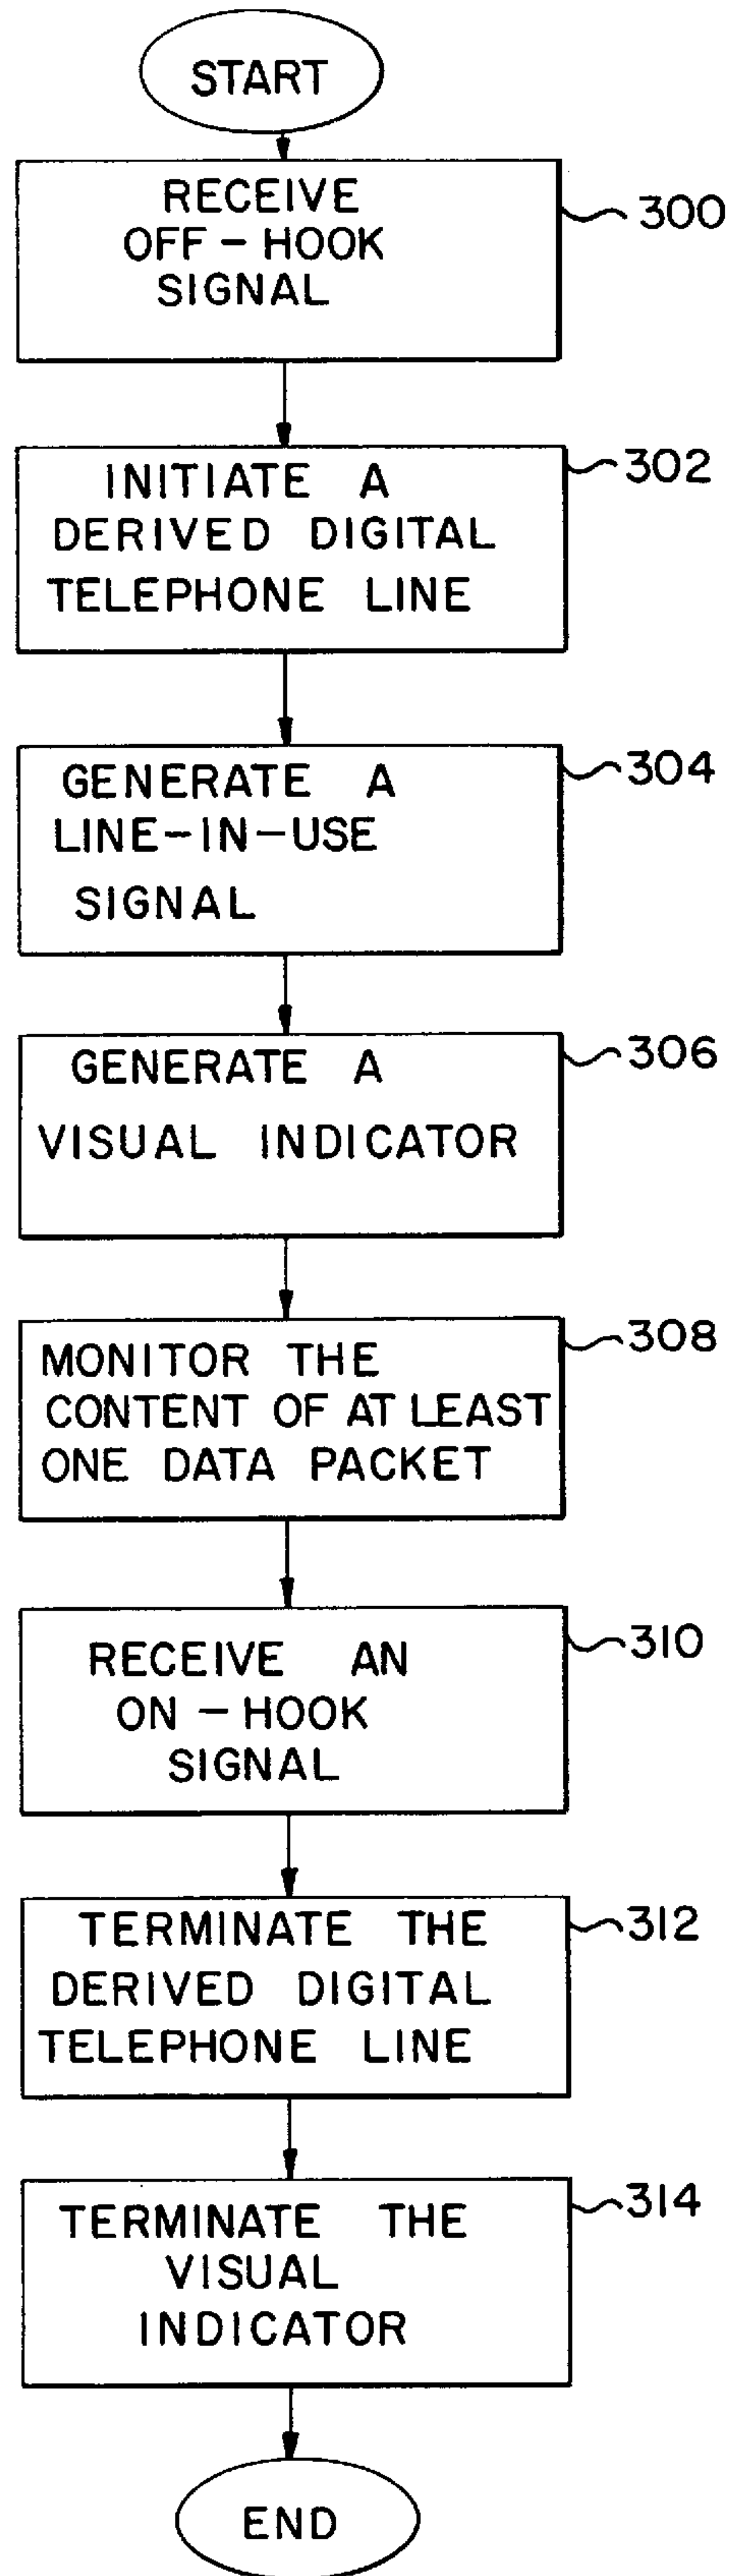 START
RECEIVE
OFF-HOOK
SIGNAL
300
INITIATE A
DERIVED DIGITAL
TELEPHONE LINE
302
GENERATE A
LINE-IN-USE
SIGNAL
304
GENERATE A
VISUAL INDICATOR
306
MONITOR THE
CONTENT OF AT LEAST
ONE DATA PACKET
308
RECEIVE AN
ON-HOOK
SIGNAL
310
TERMINATE THE
DERIVED DIGITAL
TELEPHONE LINE
312
TERMINATE THE
VISUAL
INDICATOR
314
END